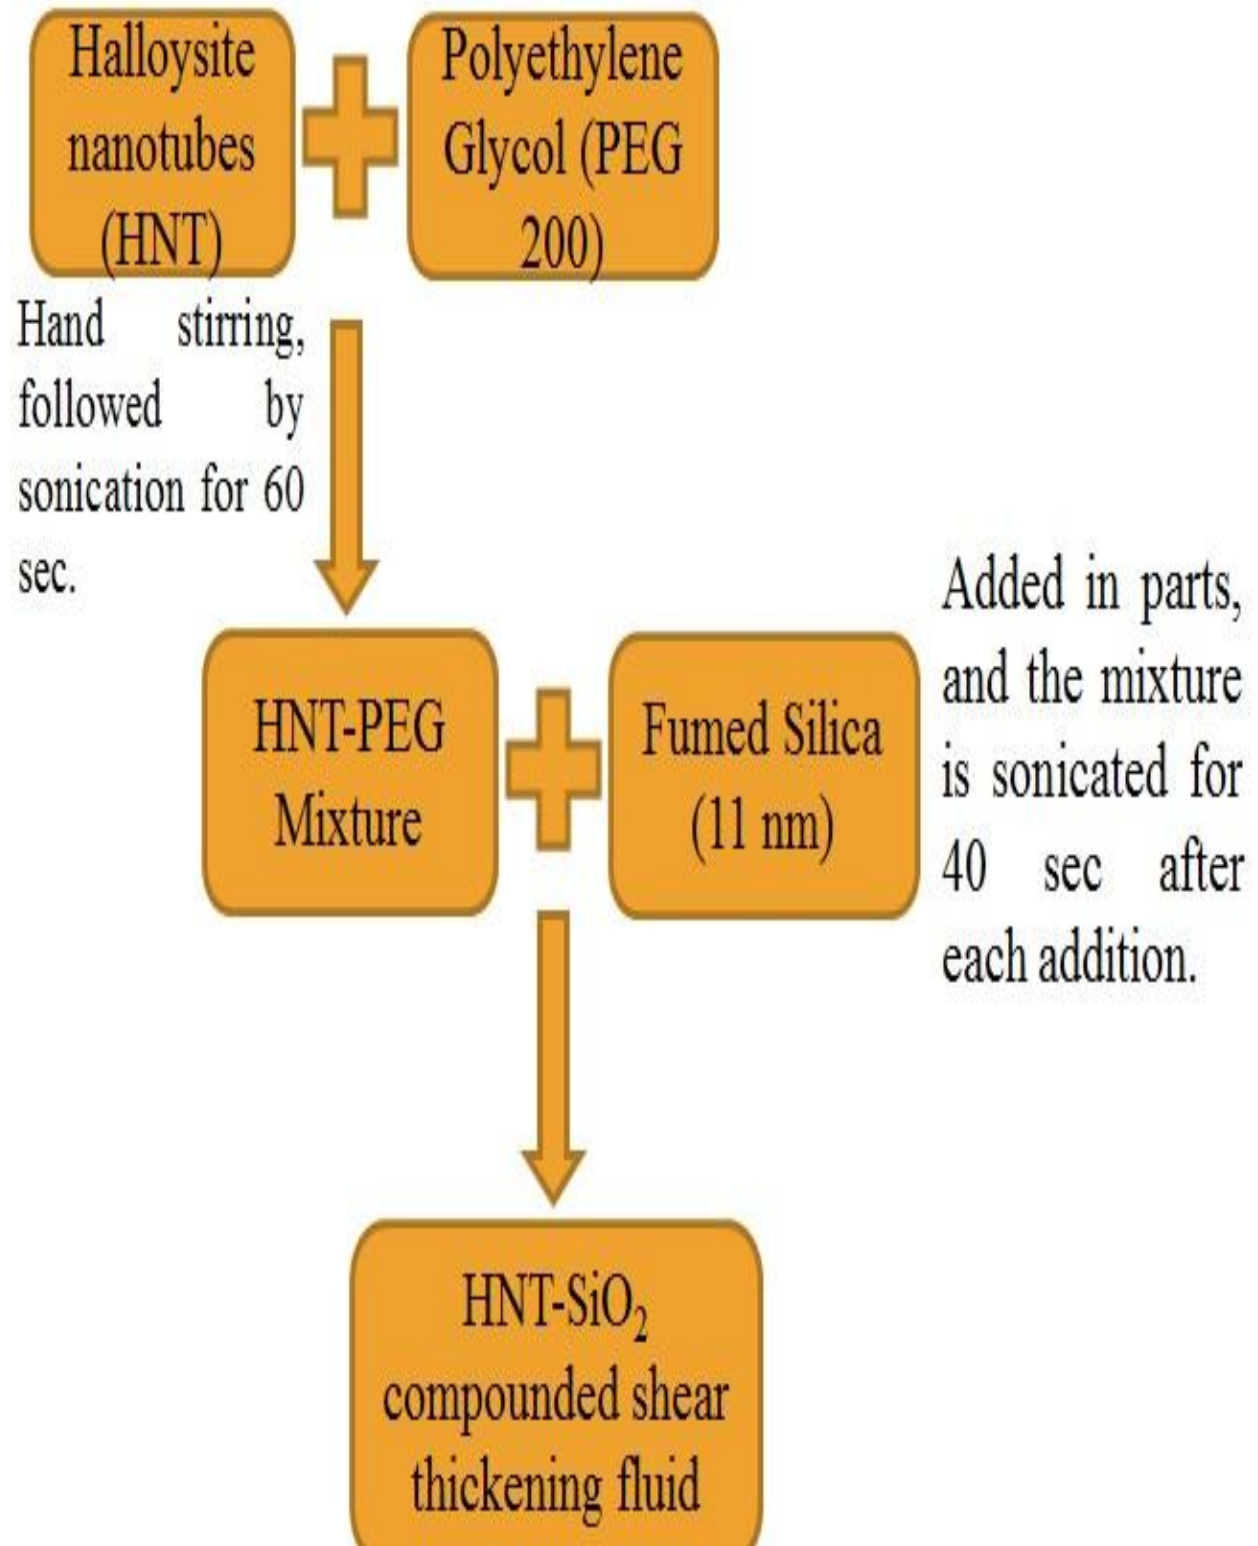 Halloysite
nanotubes
(HNT)
Polyethylene
Glycol (PEG
200)
Hand stirring,
followed by
sonication for 60
sec.
HNT-PEG
Mixture
Fumed Silica
(11 nm)
Added in parts,
and the mixture
is sonicated for
40 sec after
each addition.
HNT-SiO₂
compounded shear
thickening fluid